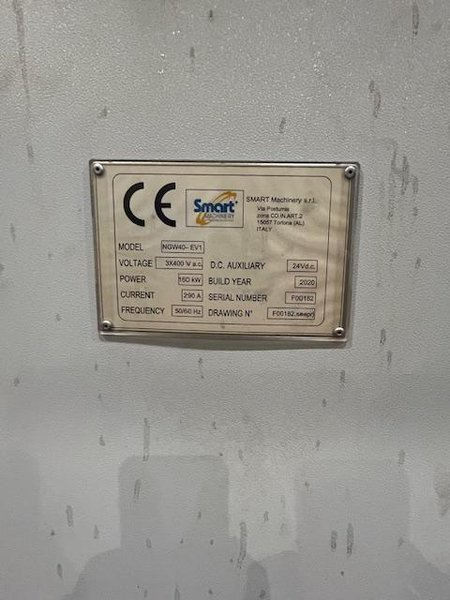 CE
Smart
MACHINERY
SMART Machinery s.r.l.
Via Postumia
zona CO.IN.ART.2
15057 Tortona (AL)
ITALY
MODEL NGW40- EV1
VOLTAGE 3X400 V a.c. D.C. AUXILIARY 24Vd.c.
POWER 160 kW BUILD YEAR 2020
CURRENT 290 A SERIAL NUMBER F00182
FREQUENCY 50/60 Hz DRAWING N° F00182.seeprj